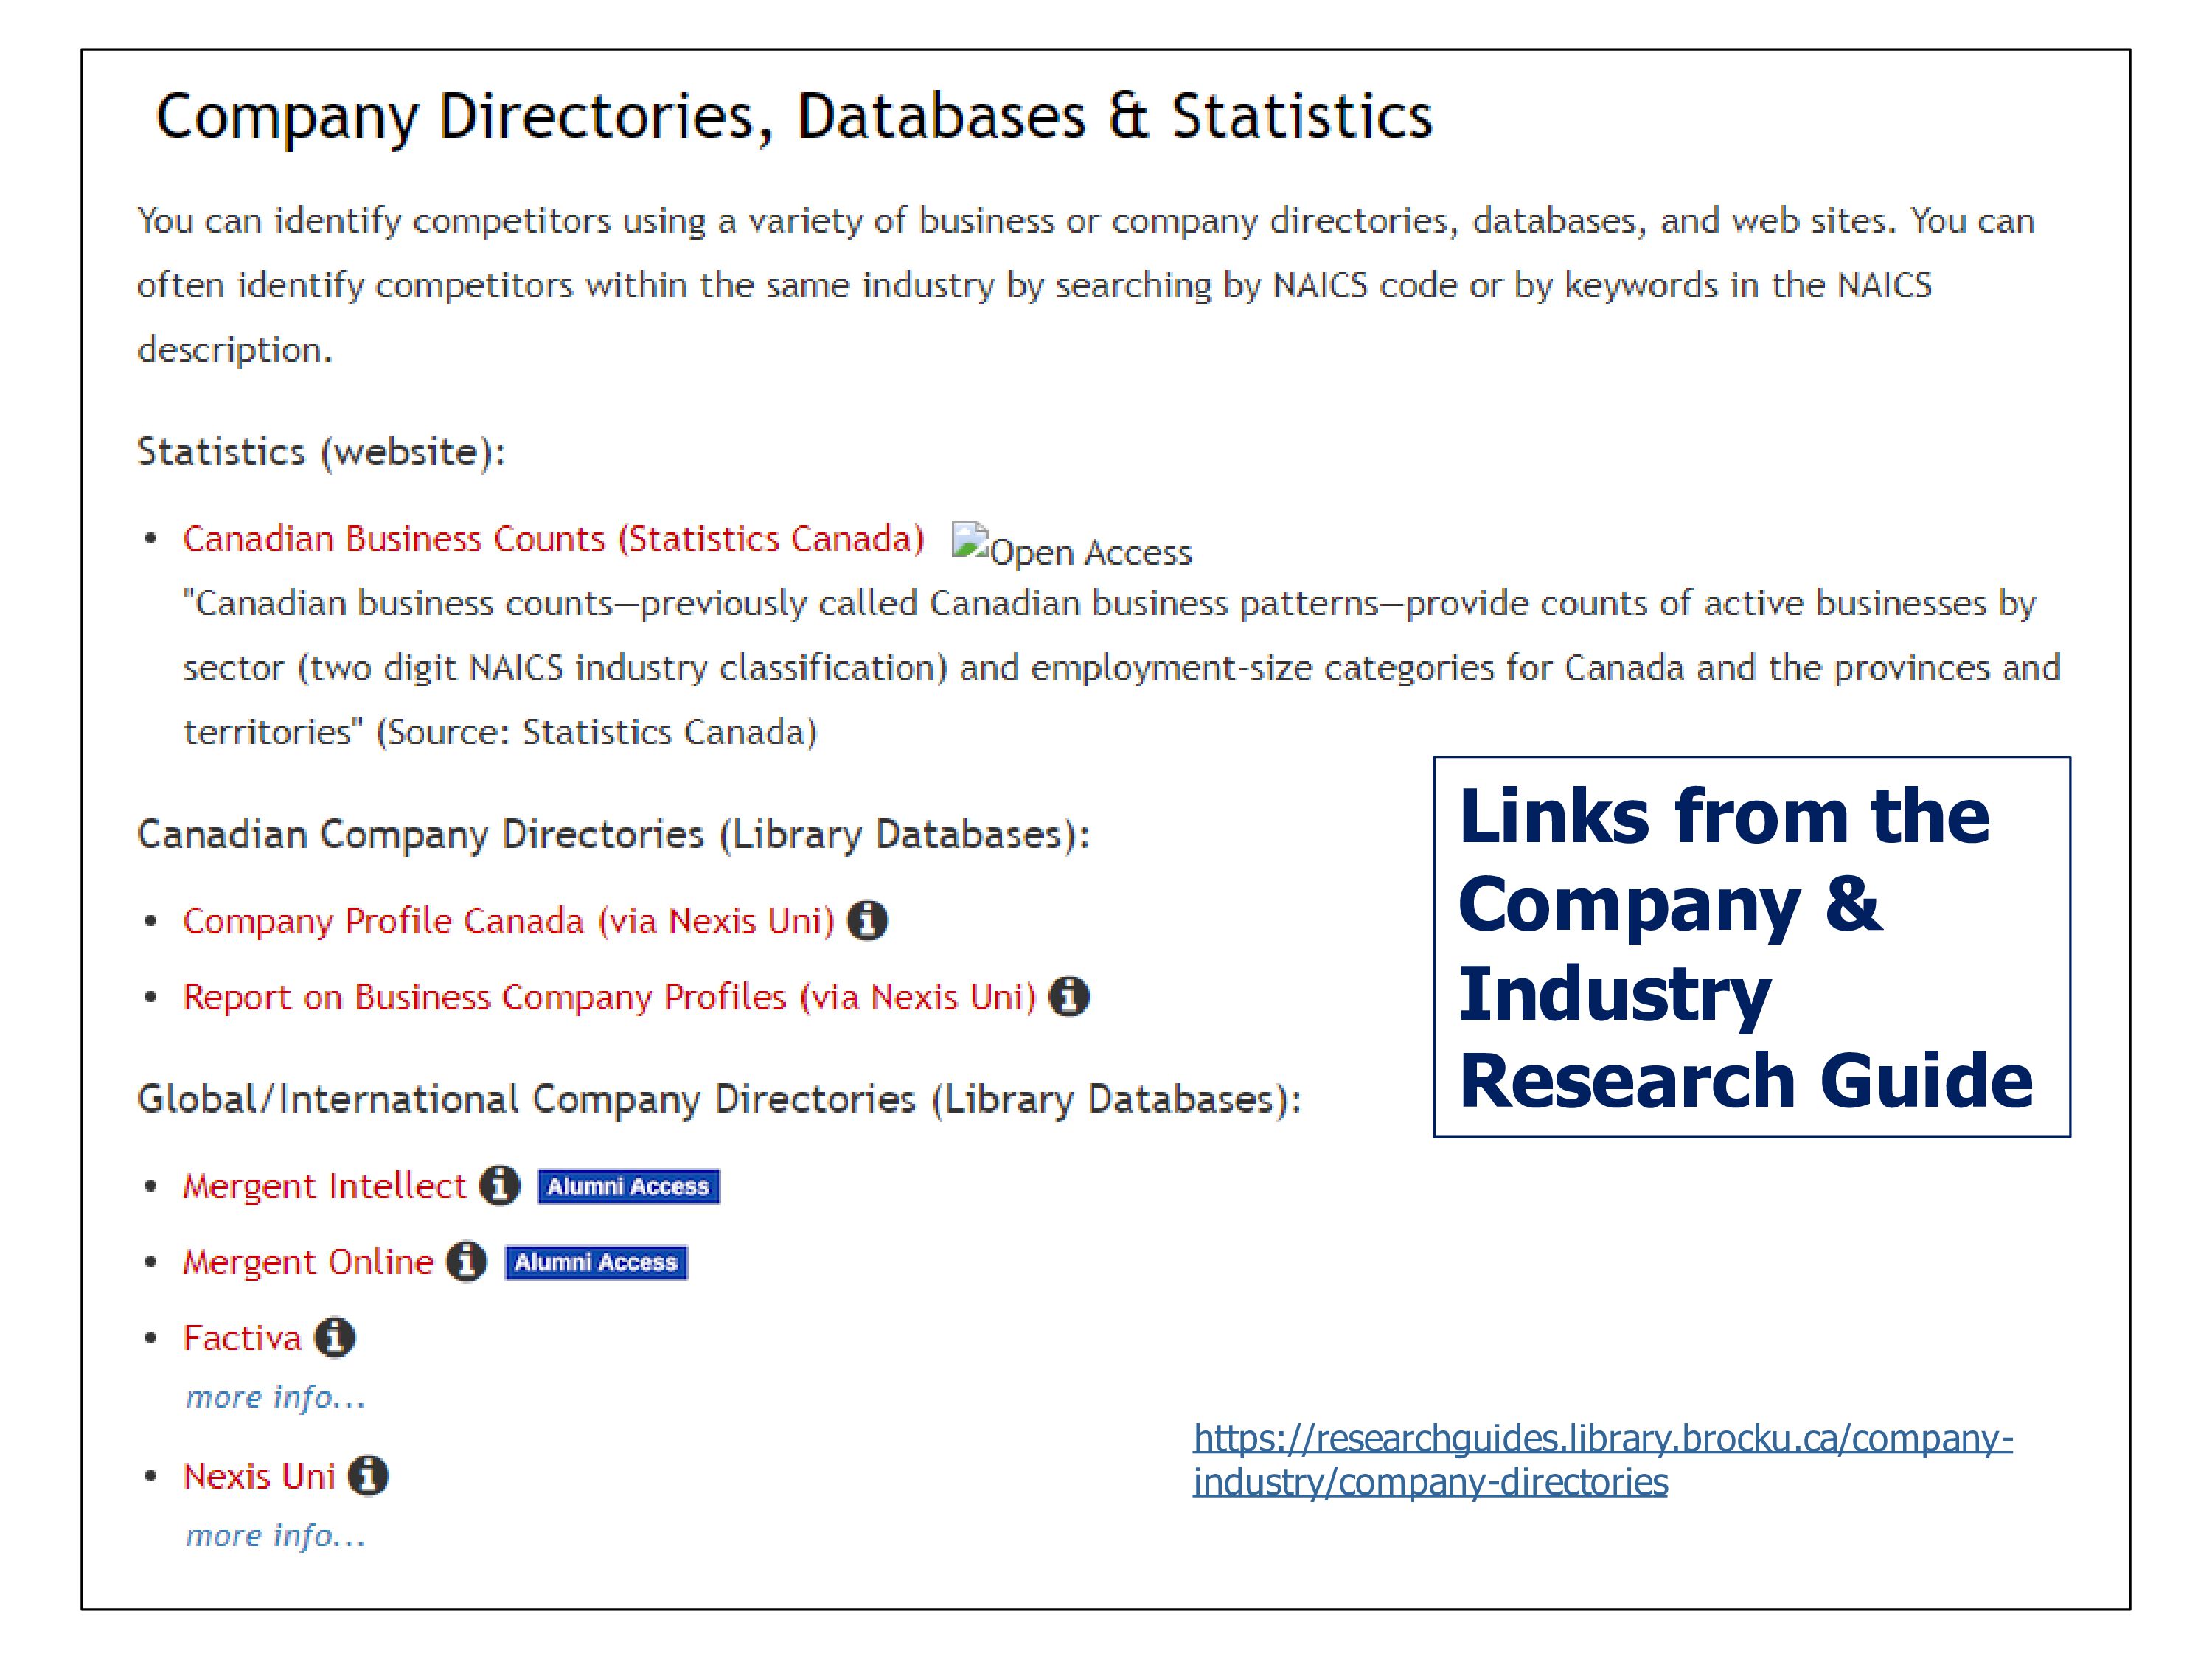 Company Directories, Databases & Statistics
You can identify competitors using a variety of business or company directories, databases, and web sites. You can
often identify competitors within the same industry by searching by NAICS code or by keywords in the NAICS
description.
Statistics (website):
• Canadian Business Counts (Statistics Canada) Open Access
"Canadian business counts—previously called Canadian business patterns—provide counts of active businesses by
sector (two digit NAICS industry classification) and employment-size categories for Canada and the provinces and
territories" (Source: Statistics Canada)
Canadian Company Directories (Library Databases):
• Company Profile Canada (via Nexis Uni)
• Report on Business Company Profiles (via Nexis Uni)
Global/International Company Directories (Library Databases):
• Mergent Intellect Alumni Access
• Mergent Online Alumni Access
• Factiva
more info...
• Nexis Uni
more info...
Links from the
Company &
Industry
Research Guide
https://researchguides.library.brocku.ca/company-
industry/company-directories